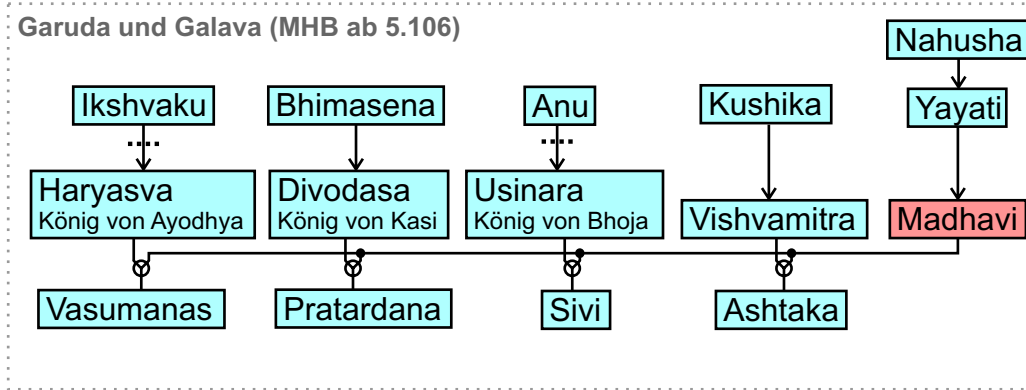 Garuda und Galava (MHB ab 5.106)
Nahusha
Ikshvaku
Bhimasena
Anu
Kushika
Yayati
Haryasva
König von Ayodhya
Divodasa
König von Kasi
Usinara
König von Bhoja
Vishvamitra
Madhavi
Vasumanas
Pratardana
Sivi
Ashtaka